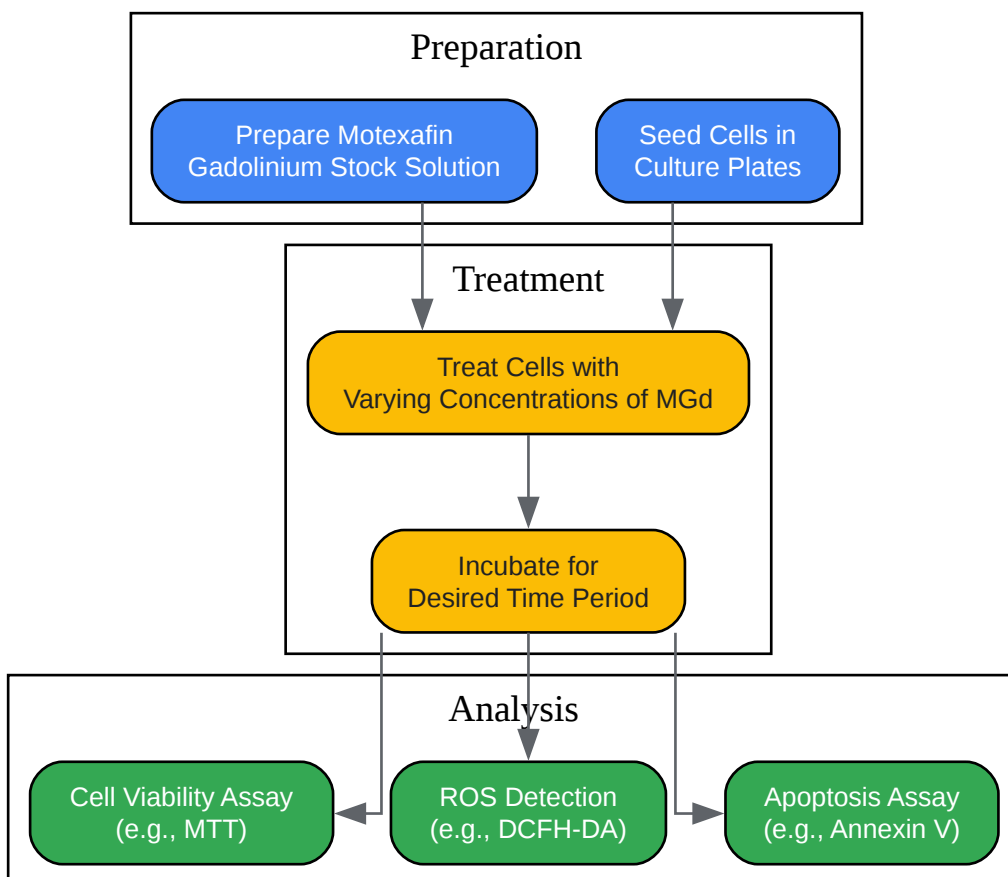 Preparation
Prepare Motexafin
Gadolinium Stock Solution
Seed Cells in
Culture Plates
Treatment
Treat Cells with
Varying Concentrations of MGd
Incubate for
Desired Time Period
Analysis
Cell Viability Assay
(e.g., MTT)
ROS Detection
(e.g., DCFH-DA)
Apoptosis Assay
(e.g., Annexin V)